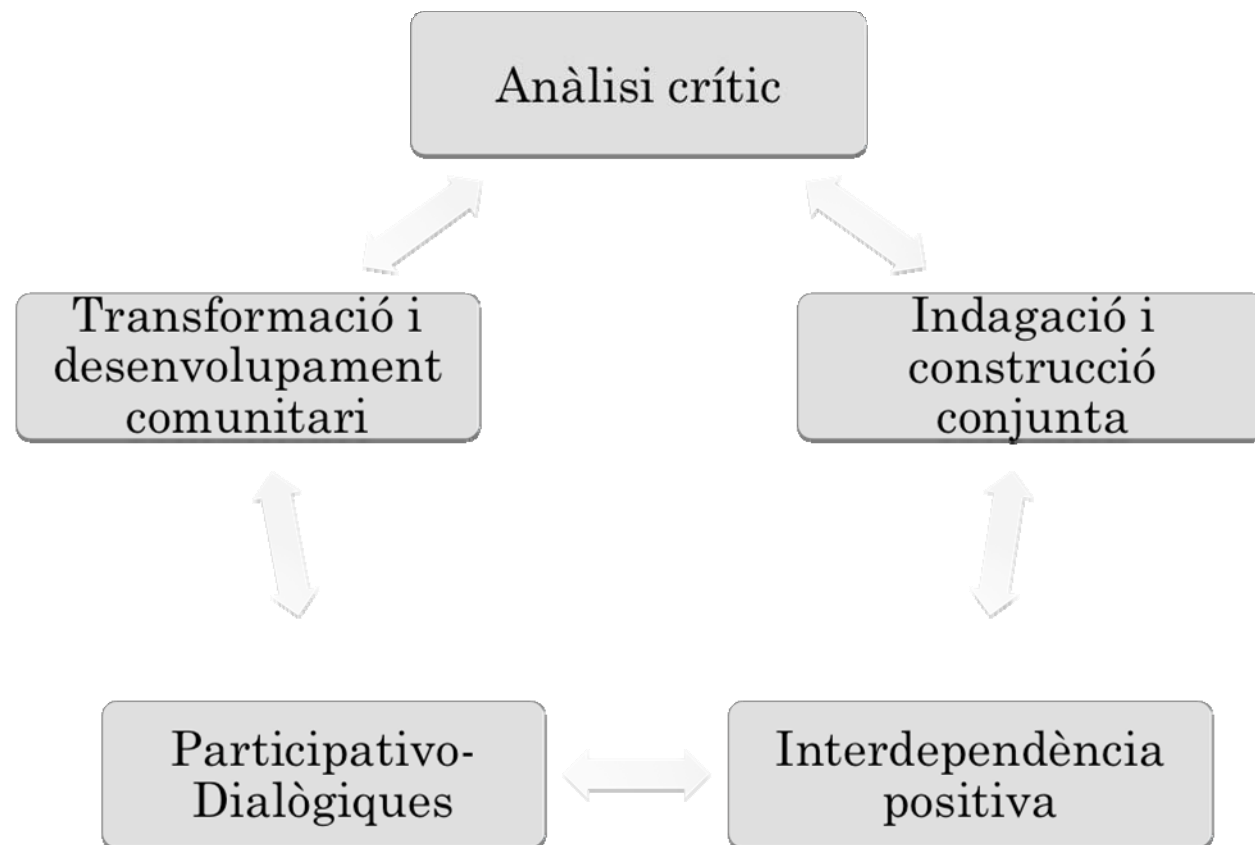 Anàlisi crític
Transformació i
desenvolupament
comunitari
Indagació i
construcció
conjunta
Participativo-
Dialògiques
Interdependència
positiva